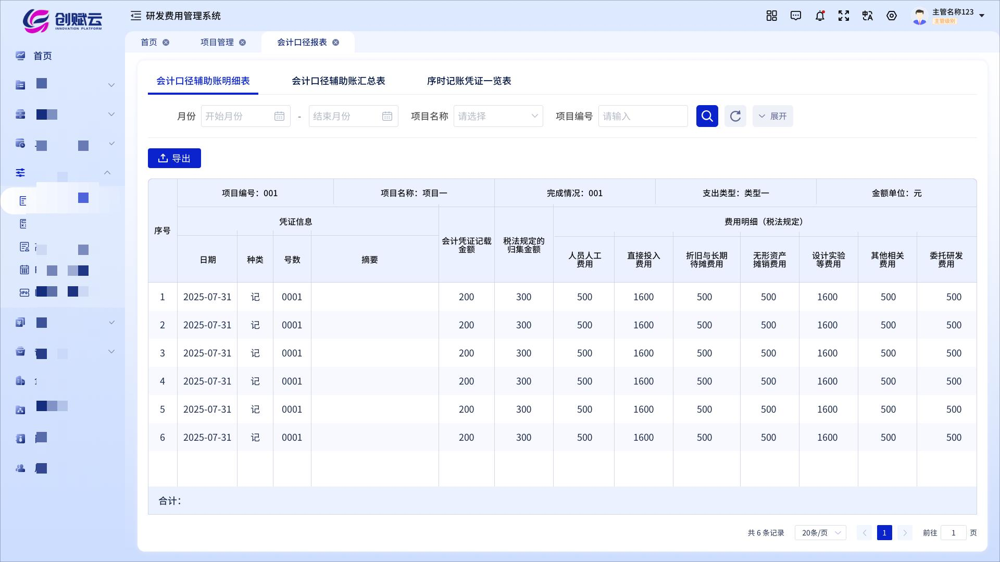 创赋云
INNOVATION PLATFORM
研发费用管理系统
主管名称123
主管级别
首页
项目管理
会计口径报表
首页
会计口径辅助账明细表
会计口径辅助账汇总表
序时记账凭证一览表
月份 开始月份 - 结束月份 项目名称 请选择 项目编号 请输入 展开
导出
序号
项目编号：001 项目名称：项目一 完成情况：001 支出类型：类型一 金额单位：元
凭证信息
会计凭证记载
金额
税法规定的
归集金额
费用明细（税法规定）
日期 种类 号数 摘要
人员人工
费用
直接投入
费用
折旧与长期
待摊费用
无形资产
摊销费用
设计实验
等费用
其他相关
费用
委托研发
费用
1 2025-07-31 记 0001 200 300 500 1600 500 500 1600 500 500
2 2025-07-31 记 0001 200 300 500 1600 500 500 1600 500 500
3 2025-07-31 记 0001 200 300 500 1600 500 500 1600 500 500
4 2025-07-31 记 0001 200 300 500 1600 500 500 1600 500 500
5 2025-07-31 记 0001 200 300 500 1600 500 500 1600 500 500
6 2025-07-31 记 0001 200 300 500 1600 500 500 1600 500 500
合计：
共 6 条记录 20条/页 1 前往 1 页